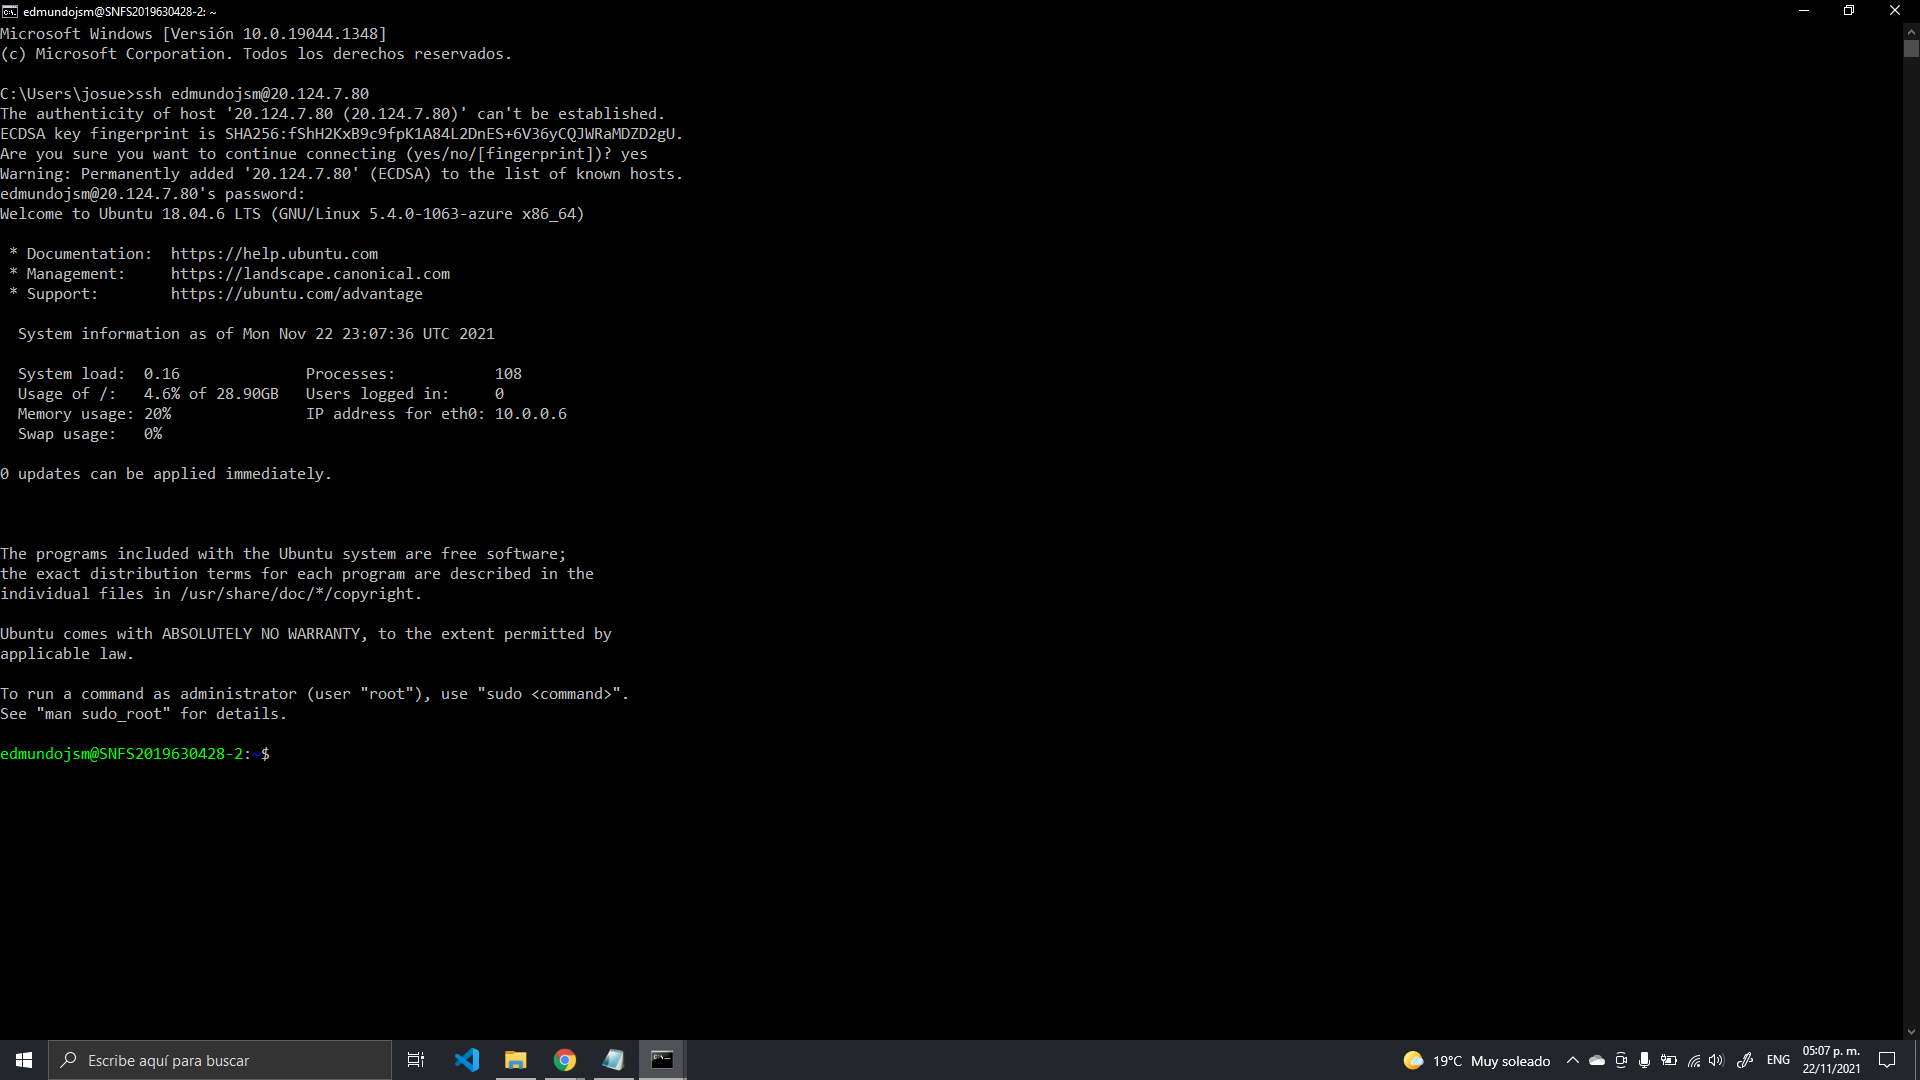 edmundojsm@SNFS2019630428-2: ~
Microsoft Windows [Versión 10.0.19044.1348]
(c) Microsoft Corporation. Todos los derechos reservados.
C:\Users\josue>ssh edmundojsm@20.124.7.80
The authenticity of host '20.124.7.80 (20.124.7.80)' can't be established.
ECDSA key fingerprint is SHA256:fShH2KxB9c9fpK1A84L2DnES+6V36yCQJWRaMDZD2gU.
Are you sure you want to continue connecting (yes/no/[fingerprint])? yes
Warning: Permanently added '20.124.7.80' (ECDSA) to the list of known hosts.
edmundojsm@20.124.7.80's password:
Welcome to Ubuntu 18.04.6 LTS (GNU/Linux 5.4.0-1063-azure x86_64)
* Documentation:  https://help.ubuntu.com
* Management:     https://landscape.canonical.com
* Support:        https://ubuntu.com/advantage
System information as of Mon Nov 22 23:07:36 UTC 2021
System load:  0.16              Processes:           108
Usage of /:   4.6% of 28.90GB   Users logged in:     0
Memory usage: 20%               IP address for eth0: 10.0.0.6
Swap usage:   0%
0 updates can be applied immediately.
The programs included with the Ubuntu system are free software;
the exact distribution terms for each program are described in the
individual files in /usr/share/doc/*/copyright.
Ubuntu comes with ABSOLUTELY NO WARRANTY, to the extent permitted by
applicable law.
To run a command as administrator (user "root"), use "sudo <command>".
See "man sudo_root" for details.
edmundojsm@SNFS2019630428-2:~$
Escribe aquí para buscar
19°C Muy soleado
ENG
05:07 p. m.
22/11/2021